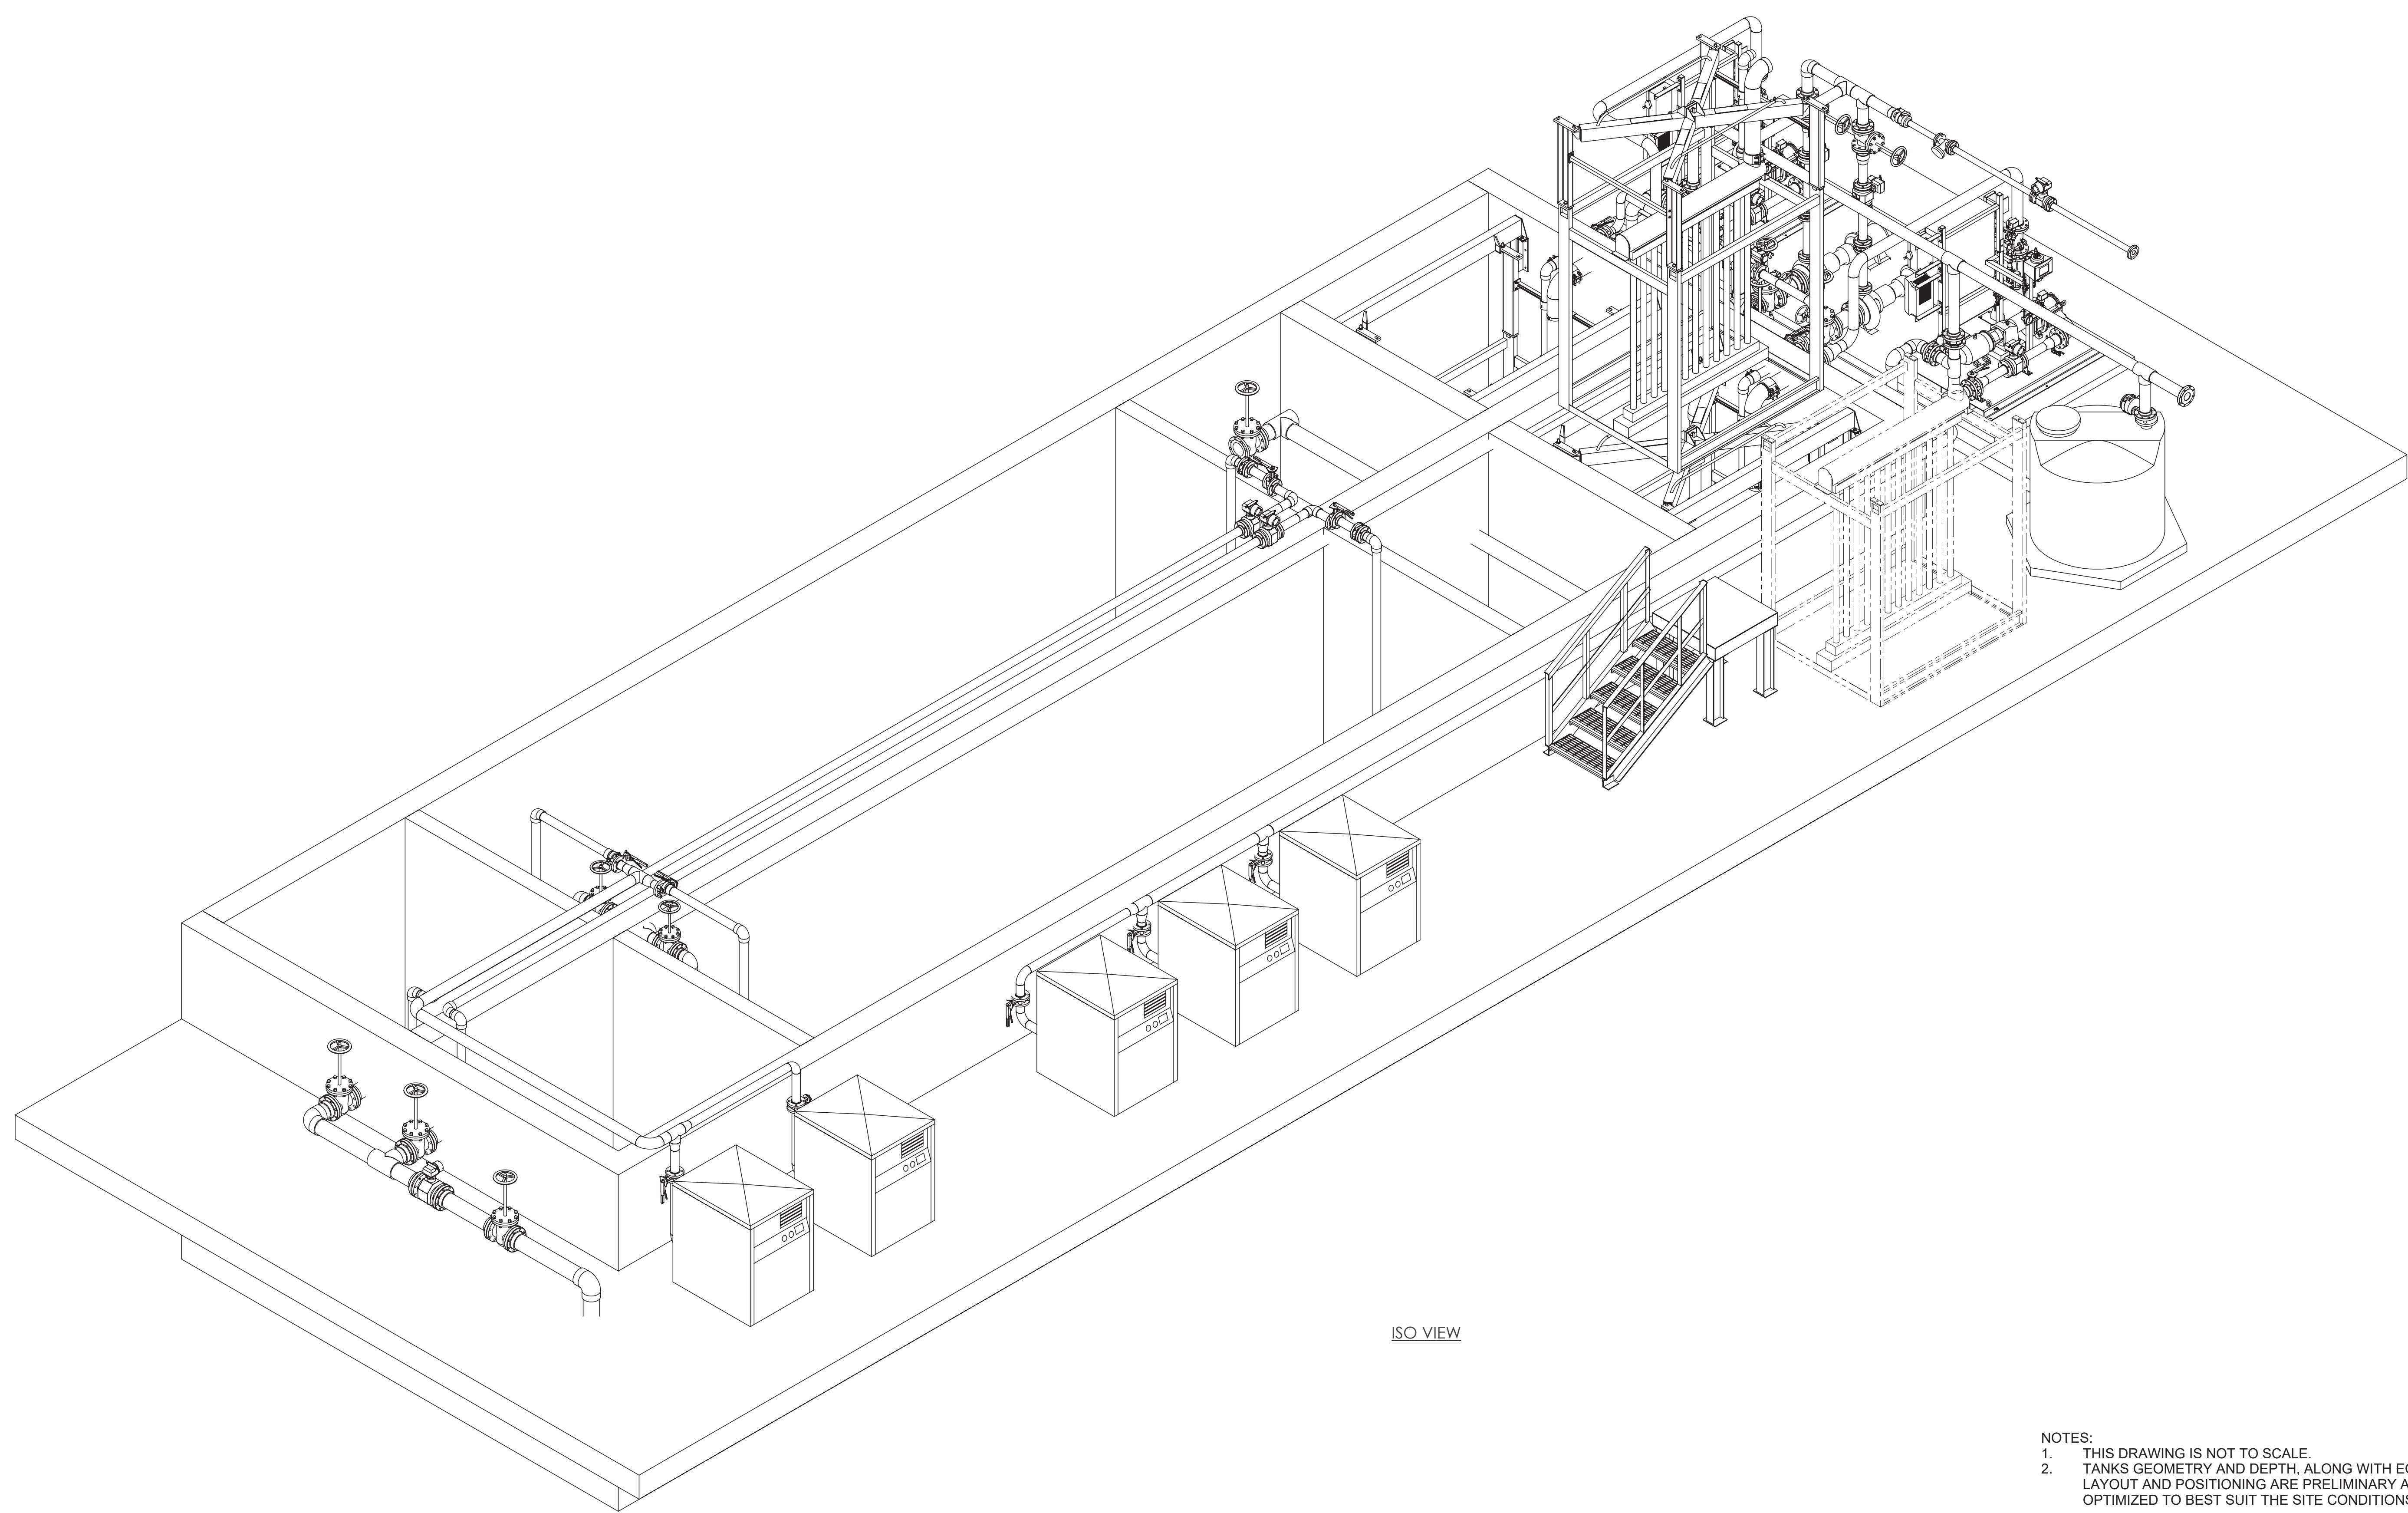 ISO VIEW
NOTES:
1. THIS DRAWING IS NOT TO SCALE.
2. TANKS GEOMETRY AND DEPTH, ALONG WITH
LAYOUT AND POSITIONING ARE PRELIMINARY
OPTIMIZED TO BEST SUIT THE SITE CONDITIONS